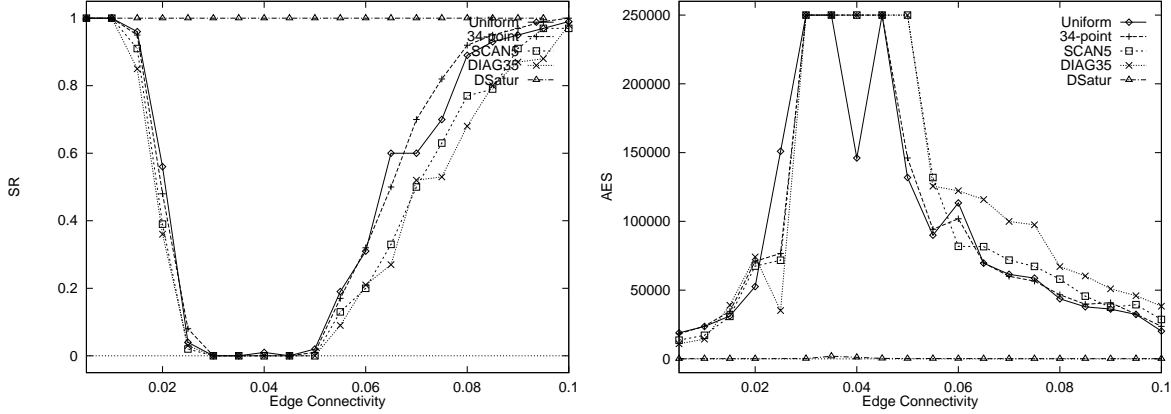 1
0.8
0.6
0.4
0.2
0
SR
0.02
0.04
0.06
0.08
0.1
Edge Connectivity
Uniform
34-point
SCAN5
DIAG35
DSatur
250000
200000
150000
100000
50000
0
AES
0.02
0.04
0.06
0.08
0.1
Edge Connectivity
Uniform
34-point
SCAN5
DIAG35
DSatur